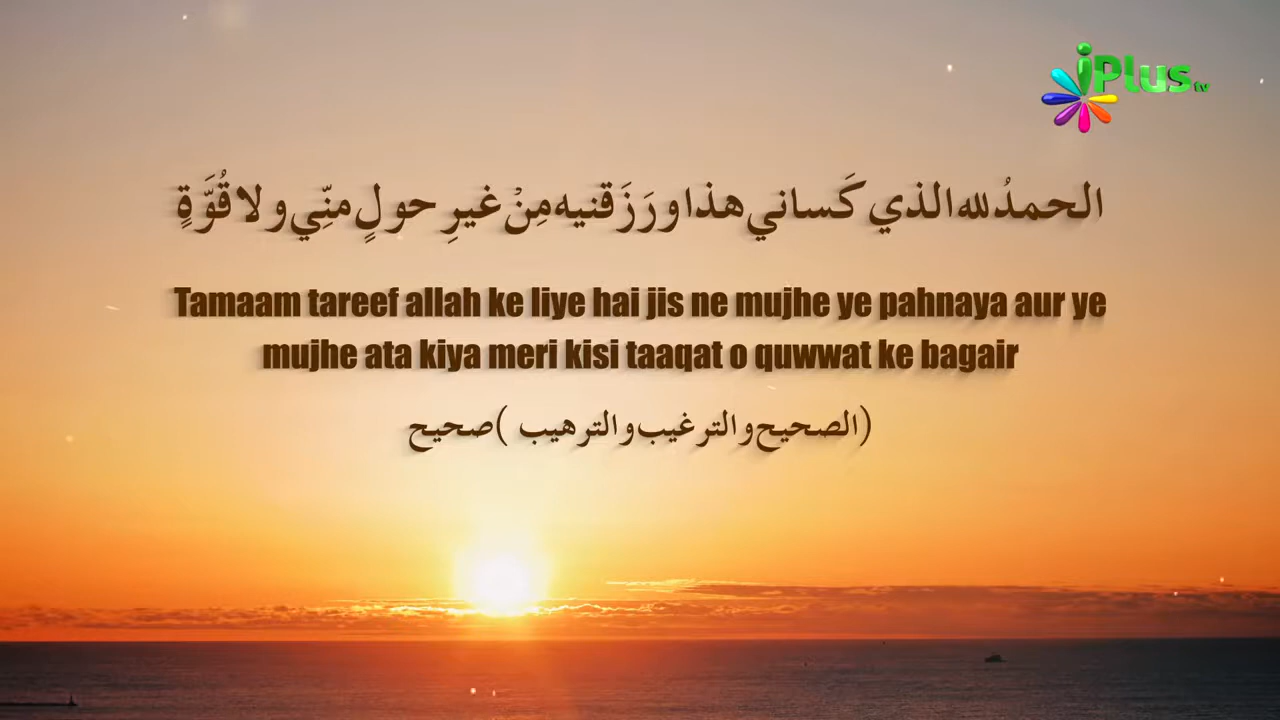 iPlus tv
الحمدُ لله الذي كَساني هذا ورَزَقنيه مِنْ غيرِ حولٍ منِّي ولا قُوَّةٍ
Tamaam tareef allah ke liye hai jis ne mujhe ye pahnaya aur ye
mujhe ata kiya meri kisi taaqat o quwwat ke bagair
(الصحيح والترغيب والترهيب )صحيح